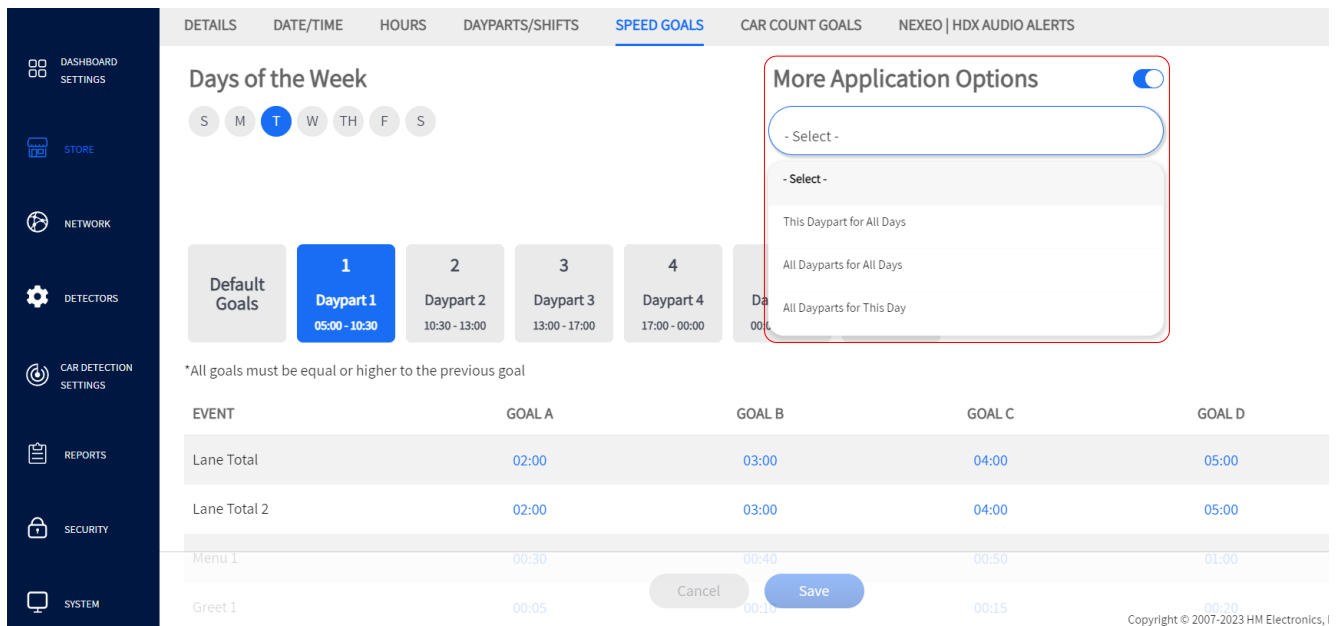 DETAILS DATE/TIME HOURS DAYPARTS/SHIFTS SPEED GOALS CAR COUNT GOALS NEXEO | HDX AUDIO ALERTS
DASHBOARD
SETTINGS
STORE
NETWORK
DETECTORS
CAR DETECTION
SETTINGS
REPORTS
SECURITY
SYSTEM
Days of the Week
S M T W TH F S
More Application Options
- Select -
- Select -
This Daypart for All Days
All Dayparts for All Days
All Dayparts for This Day
Default
Goals
1
Daypart 1
05:00 - 10:30
2
Daypart 2
10:30 - 13:00
3
Daypart 3
13:00 - 17:00
4
Daypart 4
17:00 - 00:00
*All goals must be equal or higher to the previous goal
EVENT GOAL A GOAL B GOAL C GOAL D
Lane Total 02:00 03:00 04:00 05:00
Lane Total 2 02:00 03:00 04:00 05:00
Menu 1 00:30 00:40 00:50 01:00
Greet 1 00:05 00:10 00:15 00:20
Cancel Save
Copyright © 2007-2023 HM Electronics,